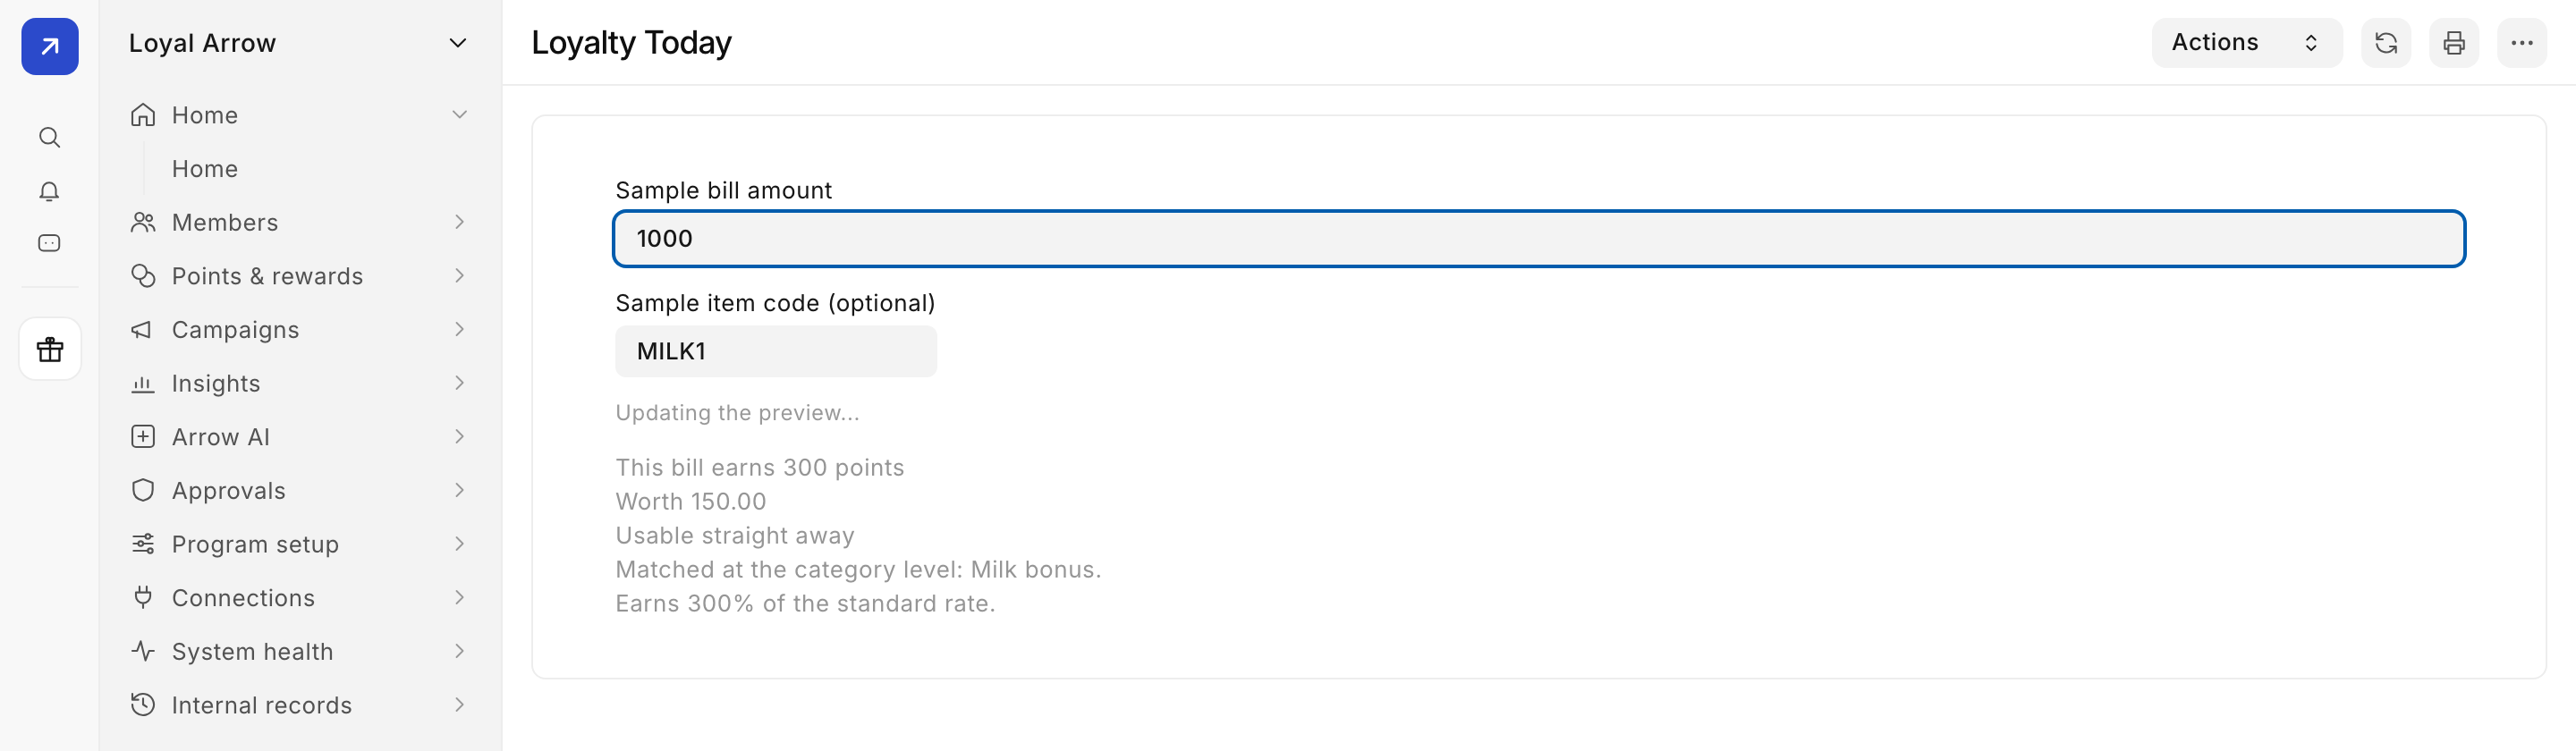 Loyal Arrow
Home
Home
Members
Points & rewards
Campaigns
Insights
Arrow AI
Approvals
Program setup
Connections
System health
Internal records
Loyalty Today
Actions
Sample bill amount
1000
Sample item code (optional)
MILK1
Updating the preview...
This bill earns 300 points
Worth 150.00
Usable straight away
Matched at the category level: Milk bonus.
Earns 300% of the standard rate.